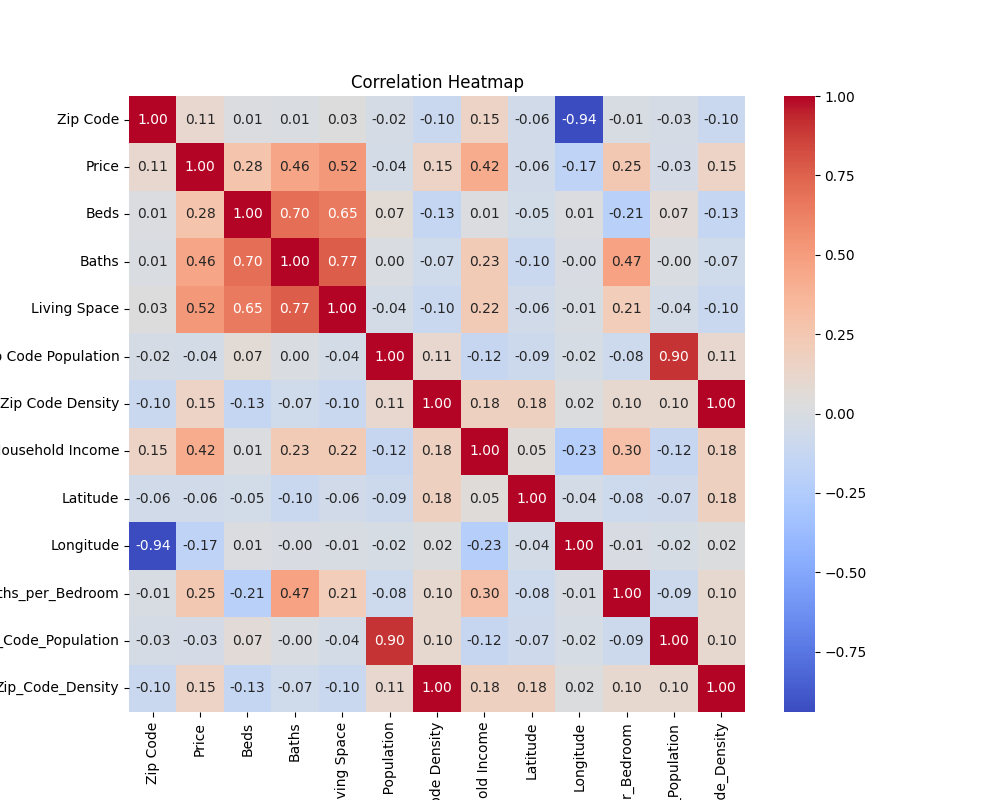 Correlation Heatmap
Zip Code 1.00 0.11 0.01 0.01 0.03 -0.02 -0.10 0.15 -0.06 -0.94 -0.01 -0.03 -0.10
Price 0.11 1.00 0.28 0.46 0.52 -0.04 0.15 0.42 -0.06 -0.17 0.25 -0.03 0.15
Beds 0.01 0.28 1.00 0.70 0.65 0.07 -0.13 0.01 -0.05 0.01 -0.21 0.07 -0.13
Baths 0.01 0.46 0.70 1.00 0.77 0.00 -0.07 0.23 -0.10 -0.00 0.47 -0.00 -0.07
Living Space 0.03 0.52 0.65 0.77 1.00 -0.04 -0.10 0.22 -0.06 -0.01 0.21 -0.04 -0.10
Code Population -0.02 -0.04 0.07 0.00 -0.04 1.00 0.11 -0.12 -0.09 -0.02 -0.08 0.90 0.11
Zip Code Density -0.10 0.15 -0.13 -0.07 -0.10 0.11 1.00 0.18 0.18 0.02 0.10 0.10 1.00
ousehold Income 0.15 0.42 0.01 0.23 0.22 -0.12 0.18 1.00 0.05 -0.23 0.30 -0.12 0.18
Latitude -0.06 -0.06 -0.05 -0.10 -0.06 -0.09 0.18 0.05 1.00 -0.04 -0.08 -0.07 0.18
Longitude -0.94 -0.17 0.01 -0.00 -0.01 -0.02 0.02 -0.23 -0.04 1.00 -0.01 -0.02 0.02
ths_per_Bedroom -0.01 0.25 -0.21 0.47 0.21 -0.08 0.10 0.30 -0.08 -0.01 1.00 -0.09 0.10
_Code_Population -0.03 -0.03 0.07 -0.00 -0.04 0.90 0.10 -0.12 -0.07 -0.02 -0.09 1.00 0.10
Zip_Code_Density -0.10 0.15 -0.13 -0.07 -0.10 0.11 1.00 0.18 0.18 0.02 0.10 0.10 1.00
Zip Code
Price
Beds
Baths
ving Space
Population
ode Density
old Income
Latitude
Longitude
r_Bedroom
_Population
de_Density
1.00
0.75
0.50
0.25
0.00
−0.25
−0.50
−0.75